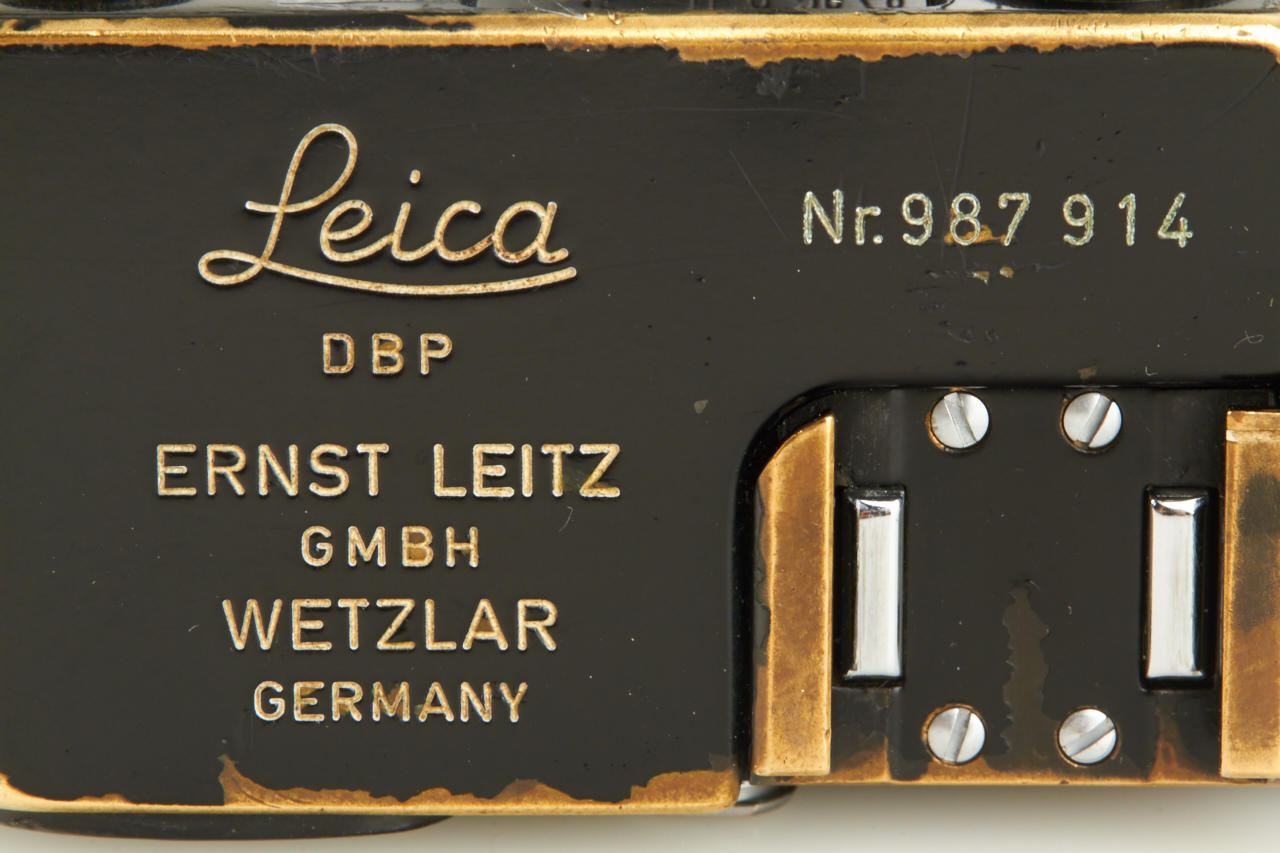 Leica
Nr. 987 914
DBP
ERNST LEITZ
GMBH
WETZLAR
GERMANY